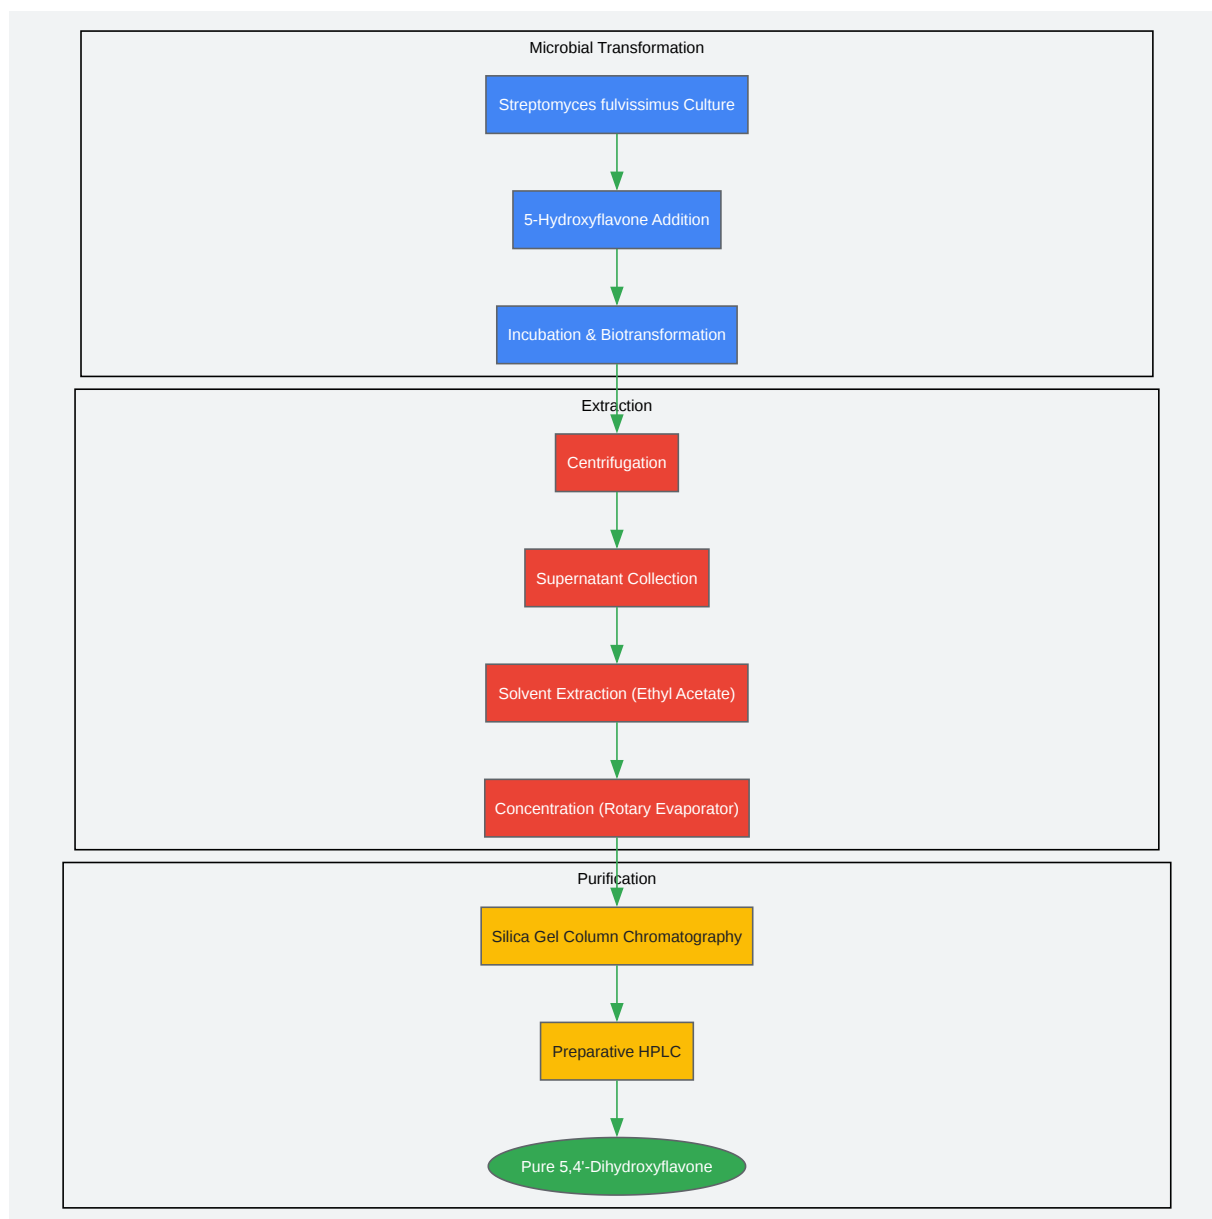 Microbial Transformation
Streptomyces fulvissimus Culture
5-Hydroxyflavone Addition
Incubation & Biotransformation
Extraction
Centrifugation
Supernatant Collection
Solvent Extraction (Ethyl Acetate)
Concentration (Rotary Evaporator)
Purification
Silica Gel Column Chromatography
Preparative HPLC
Pure 5,4'-Dihydroxyflavone